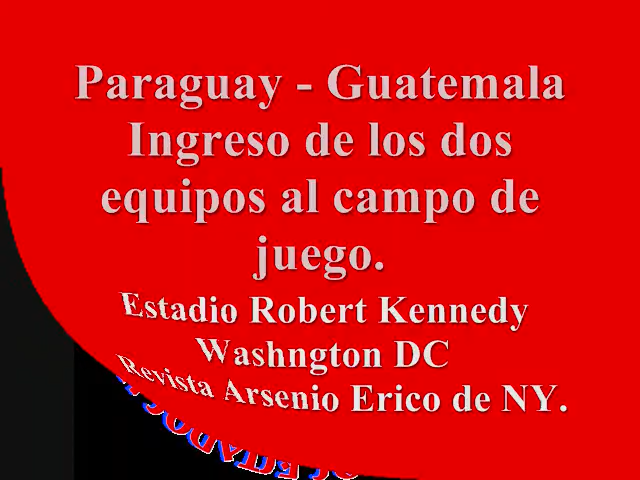 Paraguay - Guatemala
Ingreso de los dos
equipos al campo de
juego.
Estadio Robert Kennedy
Washngton DC
Revista Arsenio Erico de NY.